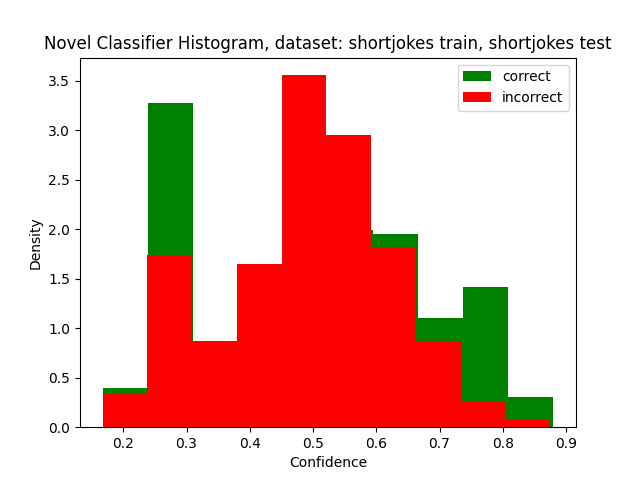 Novel Classifier Histogram, dataset: shortjokes train, shortjokes test
correct
incorrect
3.5
3.0
2.5
2.0
1.5
1.0
0.5
0.0
Density
0.2 0.3 0.4 0.5 0.6 0.7 0.8 0.9
Confidence